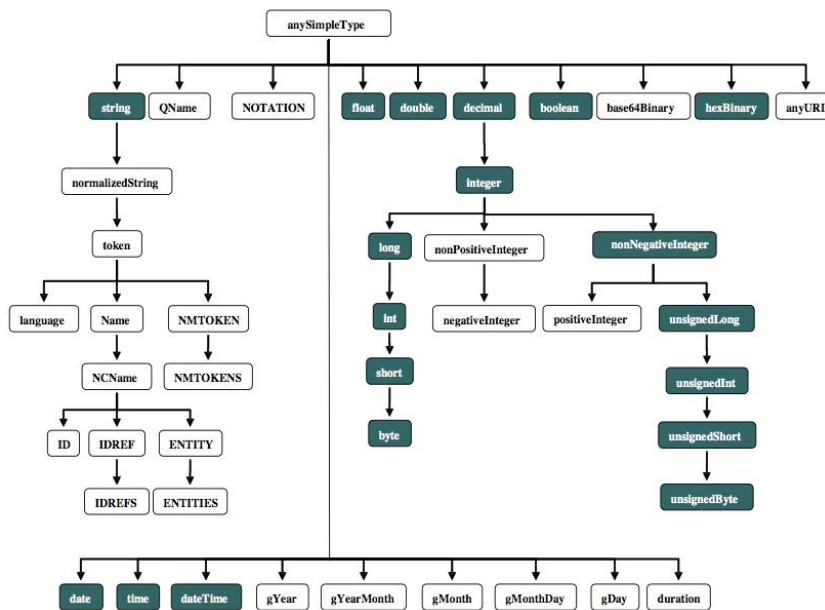 anySimpleType
string QName NOTATION float double decimal boolean base64Binary hexBinary anyURI
normalizedString integer
token long nonPositiveInteger nonNegativeInteger
language Name NMTOKEN int negativeInteger positiveInteger unsignedLong
NCName NMTOKENS short unsignedInt
ID IDREF ENTITY byte unsignedShort
IDREFS ENTITIES unsignedByte
date time dateTime gYear gYearMonth gMonth gMonthDay gDay duration